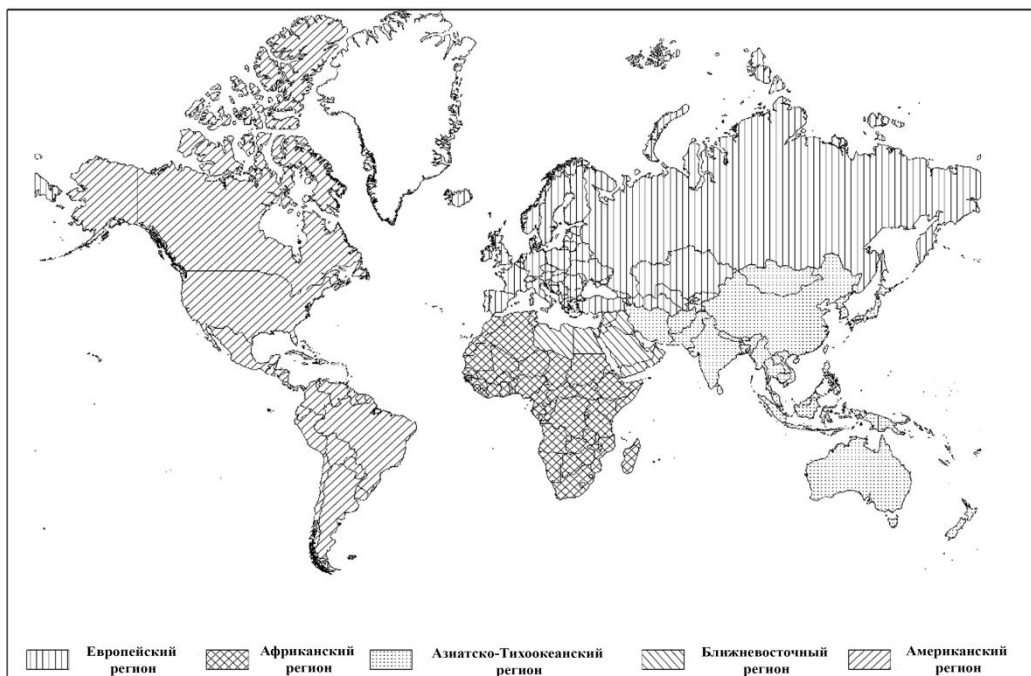 Европейский
регион
Африканский
регион
Азиатско-Тихоокеанский
регион
Ближневосточный
регион
Американский
регион